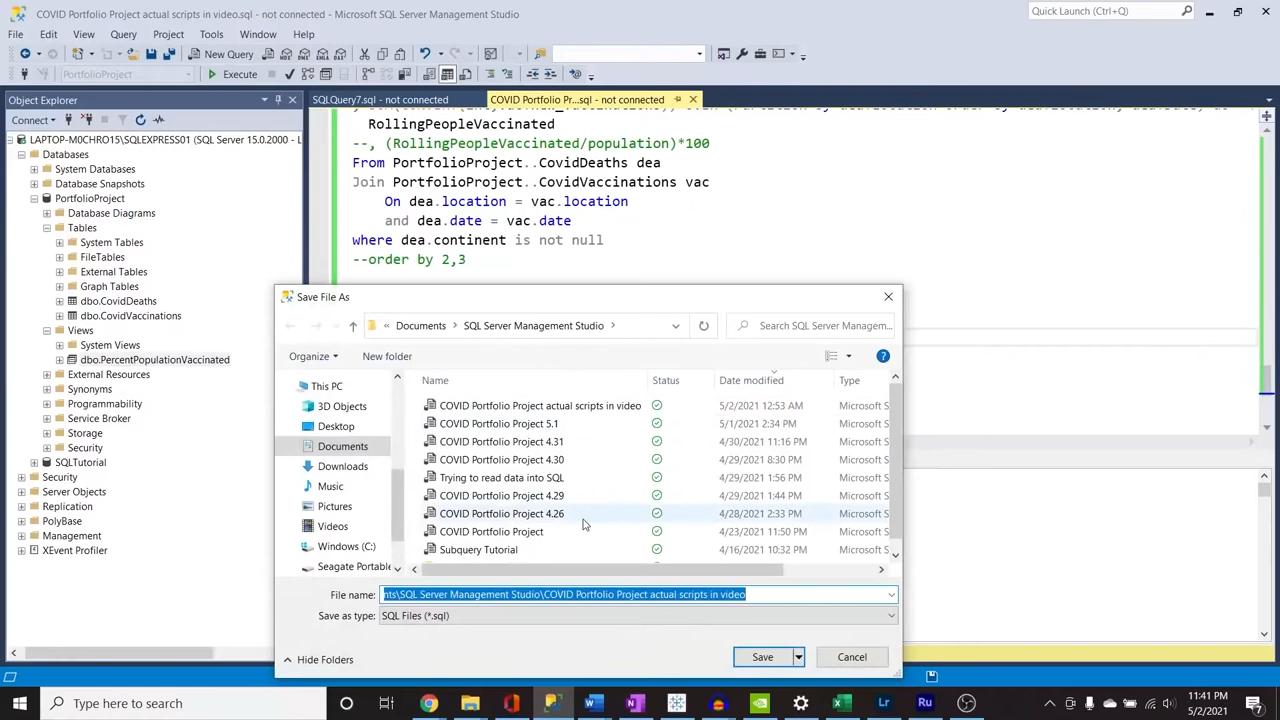 COVID Portfolio Project actual scripts in video.sql - not connected - Microsoft SQL Server Management Studio
Quick Launch (Ctrl+Q)
File Edit View Query Project Tools Window Help
New Query
PortfolioProject
Execute
Object Explorer
SQLQuery7.sql - not connected
COVID Portfolio Pr...sql - not connected
Connect
LAPTOP-M0CHRO15\SQLEXPRESS01 (SQL Server 15.0.2000 - L
Databases
System Databases
Database Snapshots
PortfolioProject
Database Diagrams
Tables
System Tables
FileTables
External Tables
Graph Tables
dbo.CovidDeaths
dbo.CovidVaccinations
Views
System Views
dbo.PercentPopulationVaccinated
External Resources
Synonyms
Programmability
Service Broker
Storage
Security
SQLTutorial
Security
Server Objects
Replication
PolyBase
Management
XEvent Profiler
RollingPeopleVaccinated
--, (RollingPeopleVaccinated/population)*100
From PortfolioProject..CovidDeaths dea
Join PortfolioProject..CovidVaccinations vac
On dea.location = vac.location
and dea.date = vac.date
where dea.continent is not null
--order by 2,3
Save File As
« Documents > SQL Server Management Studio >
Search SQL Server Managem...
Organize
New folder
This PC
3D Objects
Desktop
Documents
Downloads
Music
Pictures
Videos
Windows (C:)
Seagate Portable
Name Status Date modified Type
COVID Portfolio Project actual scripts in video 5/2/2021 12:53 AM Microsoft S
COVID Portfolio Project 5.1 5/1/2021 2:34 PM Microsoft S
COVID Portfolio Project 4.31 4/30/2021 11:16 PM Microsoft S
COVID Portfolio Project 4.30 4/29/2021 8:30 PM Microsoft S
Trying to read data into SQL 4/29/2021 1:56 PM Microsoft S
COVID Portfolio Project 4.29 4/29/2021 1:44 PM Microsoft S
COVID Portfolio Project 4.26 4/28/2021 2:33 PM Microsoft S
COVID Portfolio Project 4/23/2021 11:50 PM Microsoft S
Subquery Tutorial 4/16/2021 10:32 PM Microsoft S
File name: nts\SQL Server Management Studio\COVID Portfolio Project actual scripts in video
Save as type: SQL Files (*.sql)
Hide Folders
Save
Cancel
Type here to search
11:41 PM
5/2/2021